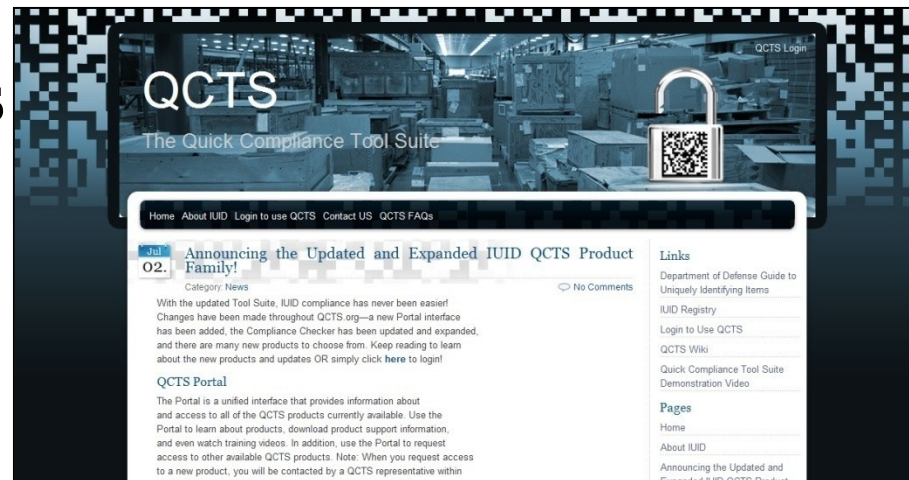 S
QCTS Login
QCTS
The Quick Compliance Tool Suite
Home About IUID Login to use QCTS Contact US QCTS FAQs
Jul
02.
Announcing the Updated and Expanded IUID QCTS Product
Family!
Category: News
No Comments
With the updated Tool Suite, IUID compliance has never been easier!
Changes have been made throughout QCTS.org—a new Portal interface
has been added, the Compliance Checker has been updated and expanded,
and there are many new products to choose from. Keep reading to learn
about the new products and updates OR simply click here to login!
QCTS Portal
The Portal is a unified interface that provides information about
and access to all of the QCTS products currently available. Use the
Portal to learn about products, download product support information,
and even watch training videos. In addition, use the Portal to request
access to other available QCTS products. Note: When you request access
to a new product, you will be contacted by a QCTS representative within
Links
Department of Defense Guide to
Uniquely Identifying Items
IUID Registry
Login to Use QCTS
QCTS Wiki
Quick Compliance Tool Suite
Demonstration Video
Pages
Home
About IUID
Announcing the Updated and
Expanded IUID QCTS Product